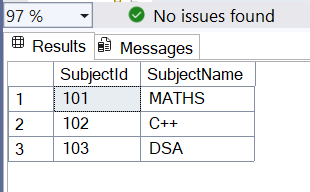 97 % No issues found
Results Messages
SubjectId SubjectName
1 101 MATHS
2 102 C++
3 103 DSA